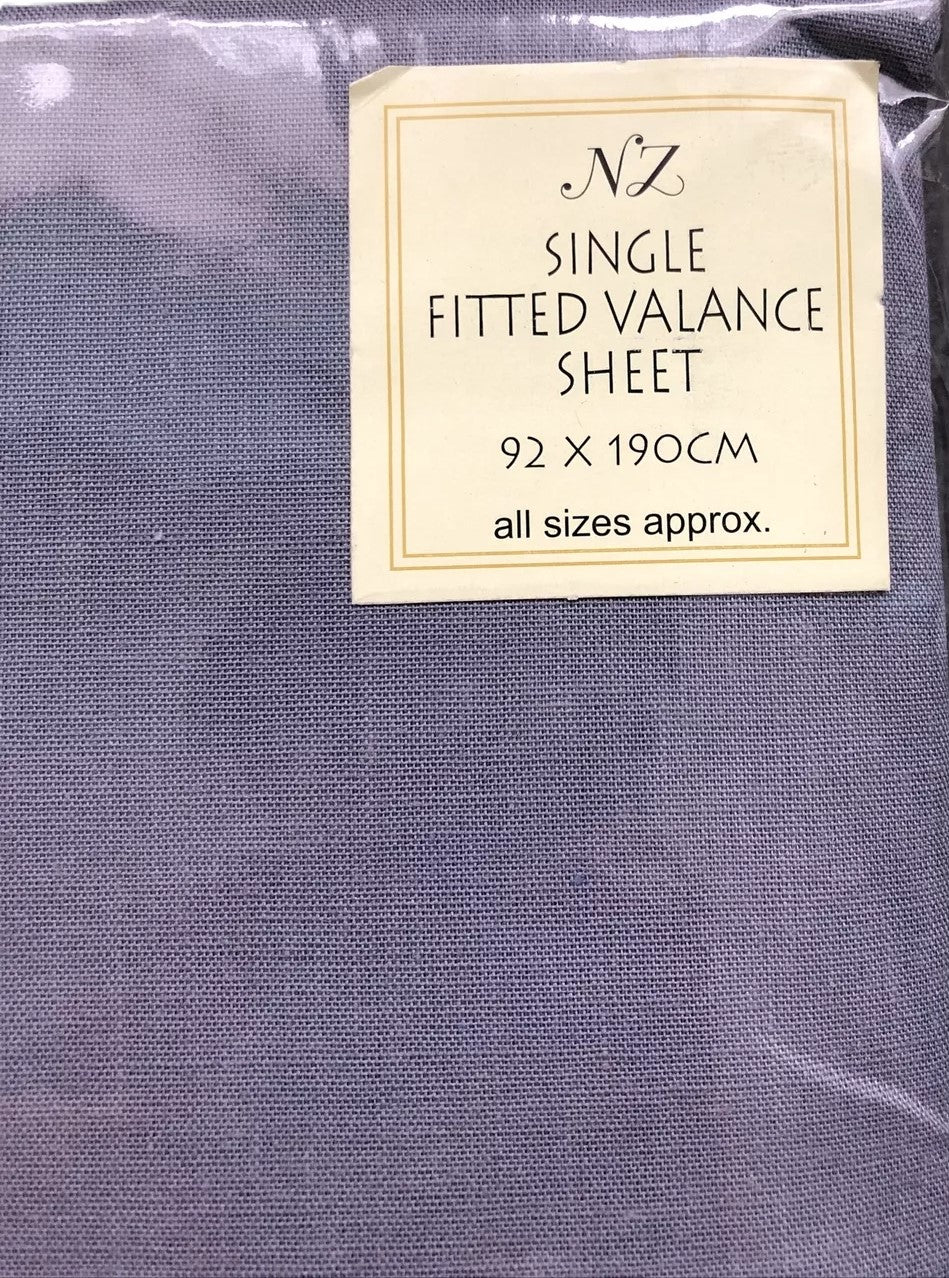 NZ
SINGLE
FITTED VALANCE
SHEET
92 X 190CM
all sizes approx.